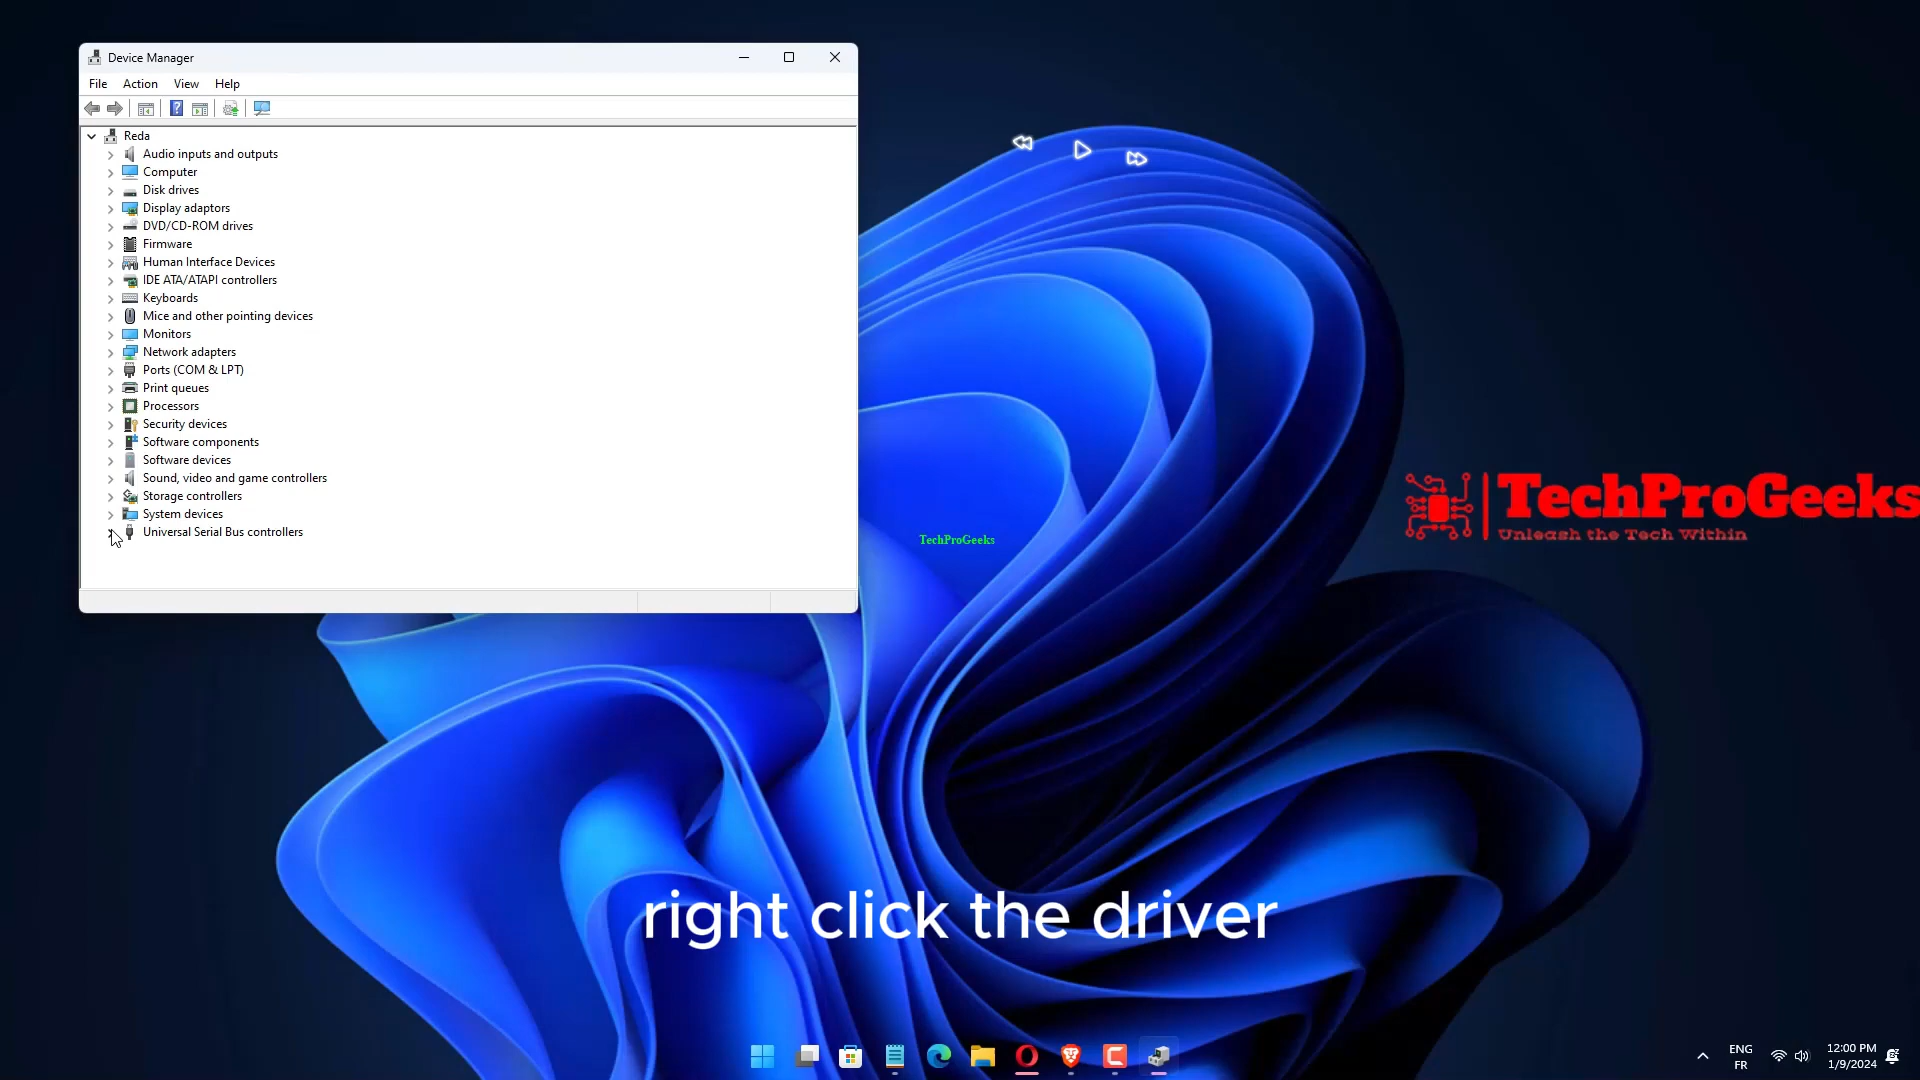 Device Manager
File Action View Help
Reda
Audio inputs and outputs
Computer
Disk drives
Display adaptors
DVD/CD-ROM drives
Firmware
Human Interface Devices
IDE ATA/ATAPI controllers
Keyboards
Mice and other pointing devices
Monitors
Network adapters
Ports (COM & LPT)
Print queues
Processors
Security devices
Software components
Software devices
Sound, video and game controllers
Storage controllers
System devices
Universal Serial Bus controllers
TechProGeeks
TechProGeeks
Unleash the Tech Within
right click the driver
ENG
FR
12:00 PM
1/9/2024